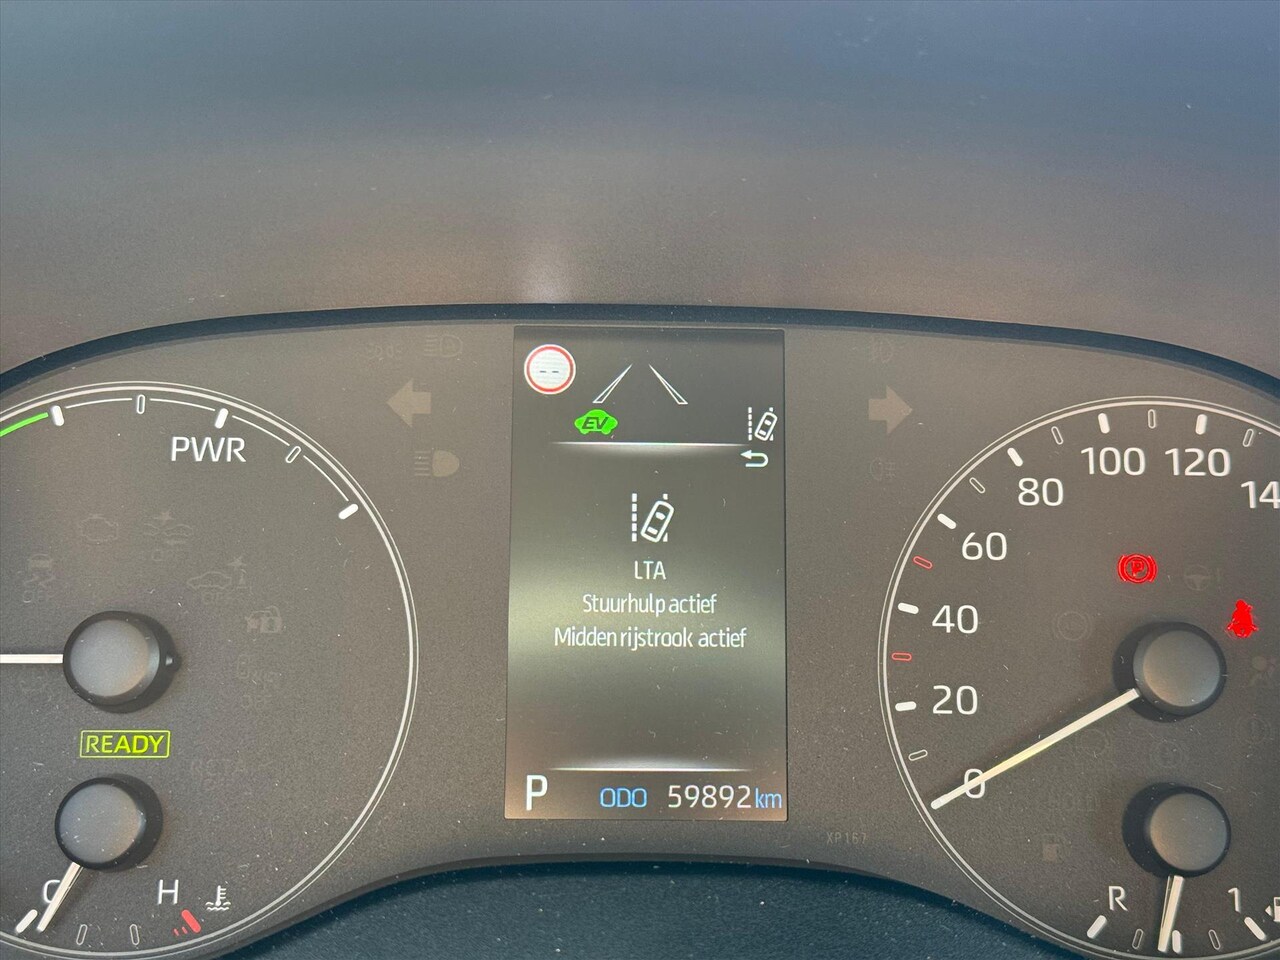 --
EV
LTA
Stuurhulp actief
Midden rijstrook actief
P ODO 59892 km
PWR
READY
C H
0
20
40
60
80
100
120
R 1
XP167